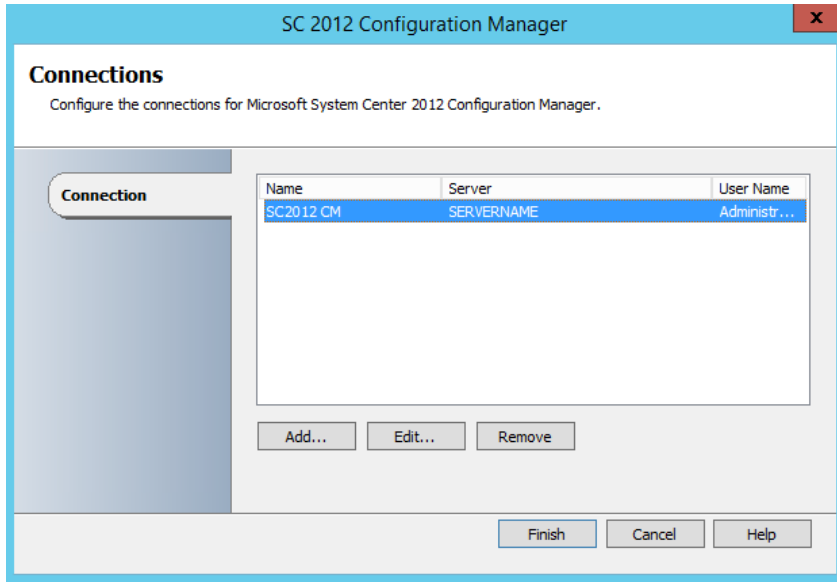 SC 2012 Configuration Manager
x
Connections
Configure the connections for Microsoft System Center 2012 Configuration Manager.
Connection
Name Server User Name
SC2012 CM SERVERNAME Administr...
Add... Edit... Remove
Finish Cancel Help